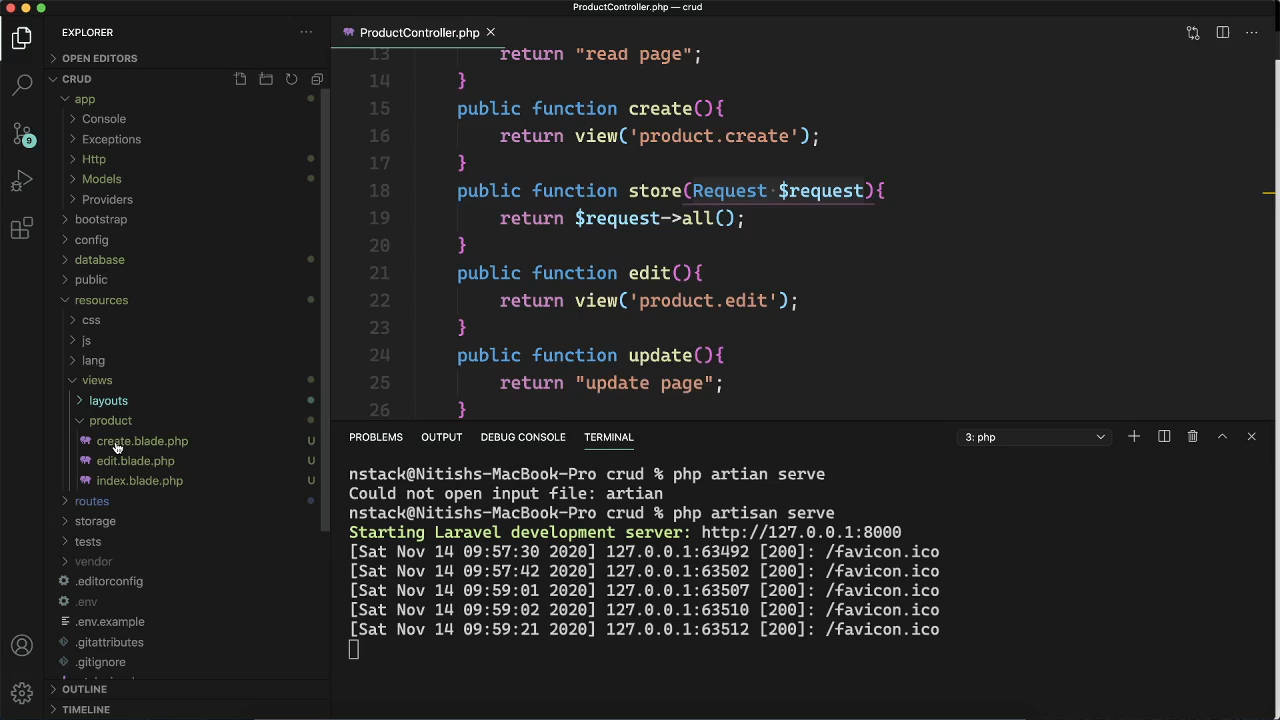 ProductController.php — crud
EXPLORER
OPEN EDITORS
CRUD
app
Console
Exceptions
Http
Models
Providers
bootstrap
config
database
public
resources
css
js
lang
views
layouts
product
create.blade.php U
edit.blade.php U
index.blade.php U
routes
storage
tests
vendor
.editorconfig
.env
.env.example
.gitattributes
.gitignore
OUTLINE
TIMELINE
9
ProductController.php
13 return "read page";
14 }
15 public function create(){
16 return view('product.create');
17 }
18 public function store(Request $request){
19 return $request->all();
20 }
21 public function edit(){
22 return view('product.edit');
23 }
24 public function update(){
25 return "update page";
26 }
PROBLEMS OUTPUT DEBUG CONSOLE TERMINAL 3: php
nstack@Nitishs-MacBook-Pro crud % php artian serve
Could not open input file: artian
nstack@Nitishs-MacBook-Pro crud % php artisan serve
Starting Laravel development server: http://127.0.0.1:8000
[Sat Nov 14 09:57:30 2020] 127.0.0.1:63492 [200]: /favicon.ico
[Sat Nov 14 09:57:42 2020] 127.0.0.1:63502 [200]: /favicon.ico
[Sat Nov 14 09:59:01 2020] 127.0.0.1:63507 [200]: /favicon.ico
[Sat Nov 14 09:59:02 2020] 127.0.0.1:63510 [200]: /favicon.ico
[Sat Nov 14 09:59:21 2020] 127.0.0.1:63512 [200]: /favicon.ico